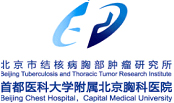 北京市结核病胸部肿瘤研究所
Beijing Tuberculosis and Thoracic Tumor Research Institute
首都医科大学附属北京胸科医院
Beijing Chest Hospital, Capital Medical University